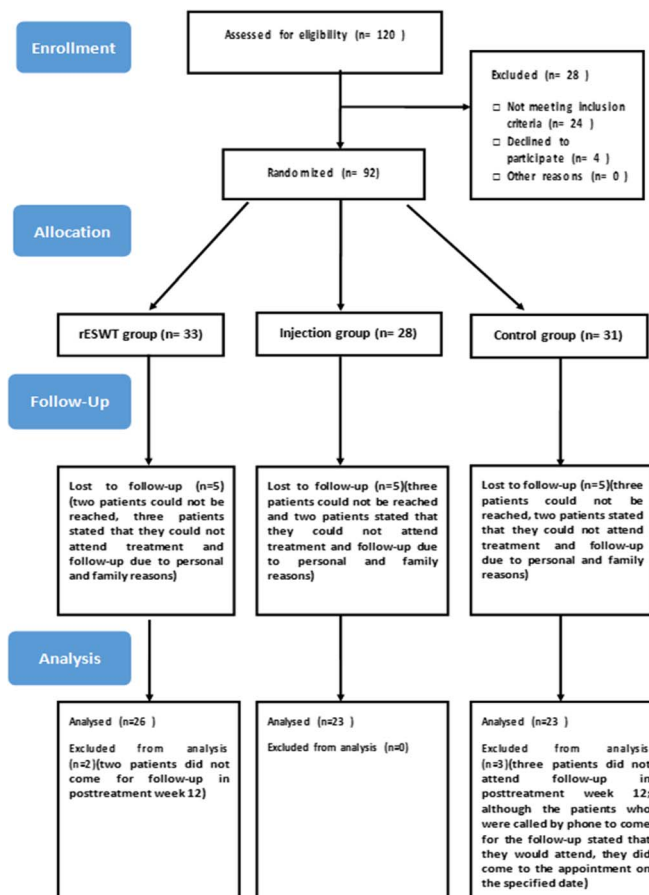 Enrollment
Assessed for eligibility (n= 120 )
Excluded (n= 28 )
□ Not meeting inclusion
criteria (n= 24 )
□ Declined to
participate (n= 4 )
□ Other reasons (n= 0 )
Randomized (n= 92)
Allocation
rESWT group (n= 33)
Injection group (n= 28)
Control group (n= 31)
Follow-Up
Lost to follow-up (n=5)
(two patients could not be
reached, three patients
stated that they could not
attend treatment and
follow-up due to personal
and family reasons)
Lost to follow-up (n=5)(three
patients could not be reached
and two patients stated that
they could not attend
treatment and follow-up due
to personal and family
reasons)
Lost to follow-up (n=5)(three
patients could not be
reached, two patients stated
that they could not attend
treatment and follow-up
due to personal and family
reasons)
Analysis
Analysed (n=26 )
Excluded from analysis
(n=2)(two patients did not
come for follow-up in
posttreatment week 12)
Analysed (n=23 )
Excluded from analysis (n=0)
Analysed (n=23 )
Excluded from analysis
(n=3)(three patients did not
attend follow-up in
posttreatment week 12;
although the patients who
were called by phone to come
for the follow-up stated that
they would attend, they did
come to the appointment on
the specified date)